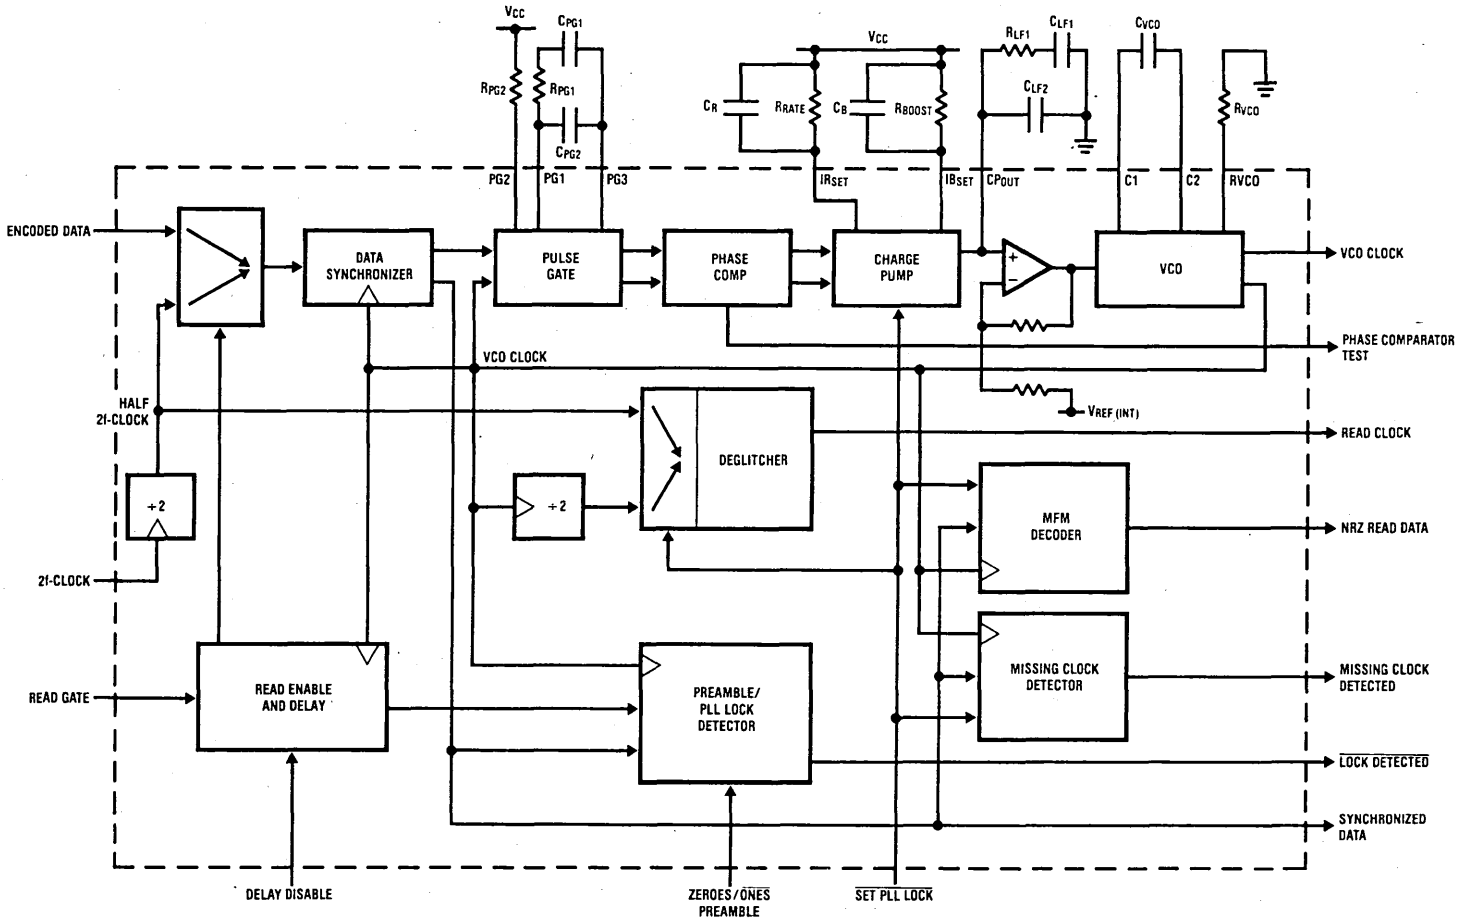 VCC
CPG1
RPG2
RPG1
CPG2
VCC
CR
RRATE
CB
RBOOST
RLF1
CLF1
CLF2
CVCO
RVCO
PG2
PG1
PG3
IRSET
IBSET
CPOUT
C1
C2
RVCO
ENCODED DATA
DATA
SYNCHRONIZER
PULSE
GATE
PHASE
COMP
CHARGE
PUMP
+
−
VCO
VCO CLOCK
PHASE COMPARATOR
TEST
VCO CLOCK
HALF
2f-CLOCK
VREF (INT)
DEGLITCHER
READ CLOCK
÷2
÷2
MFM
DECODER
NRZ READ DATA
2f-CLOCK
READ GATE
READ ENABLE
AND DELAY
PREAMBLE/
PLL LOCK
DETECTOR
MISSING CLOCK
DETECTOR
MISSING CLOCK
DETECTED
LOCK DETECTED
SYNCHRONIZED
DATA
DELAY DISABLE
ZEROES/ONES
PREAMBLE
SET PLL LOCK